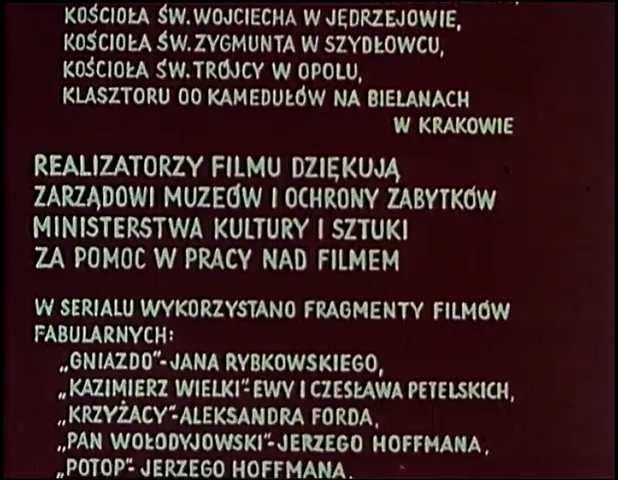 KOŚCIOŁA ŚW. WOJCIECHA W JĘDRZEJOWIE,
KOŚCIOŁA ŚW. ZYGMUNTA W SZYDŁOWCU,
KOŚCIOŁA ŚW. TRÓJCY W OPOLU,
KLASZTORU OO KAMEDUŁÓW NA BIELANACH
W KRAKOWIE
REALIZATORZY FILMU DZIĘKUJĄ
ZARZĄDOWI MUZEÓW I OCHRONY ZABYTKÓW
MINISTERSTWA KULTURY I SZTUKI
ZA POMOC W PRACY NAD FILMEM
W SERIALU WYKORZYSTANO FRAGMENTY FILMÓW
FABULARNYCH:
„GNIAZDO"-JANA RYBKOWSKIEGO,
„KAZIMIERZ WIELKI"-EWY I CZESŁAWA PETELSKICH,
„KRZYŻACY"-ALEKSANDRA FORDA,
„PAN WOŁODYJOWSKI"-JERZEGO HOFFMANA,
„POTOP"-JERZEGO HOFFMANA,